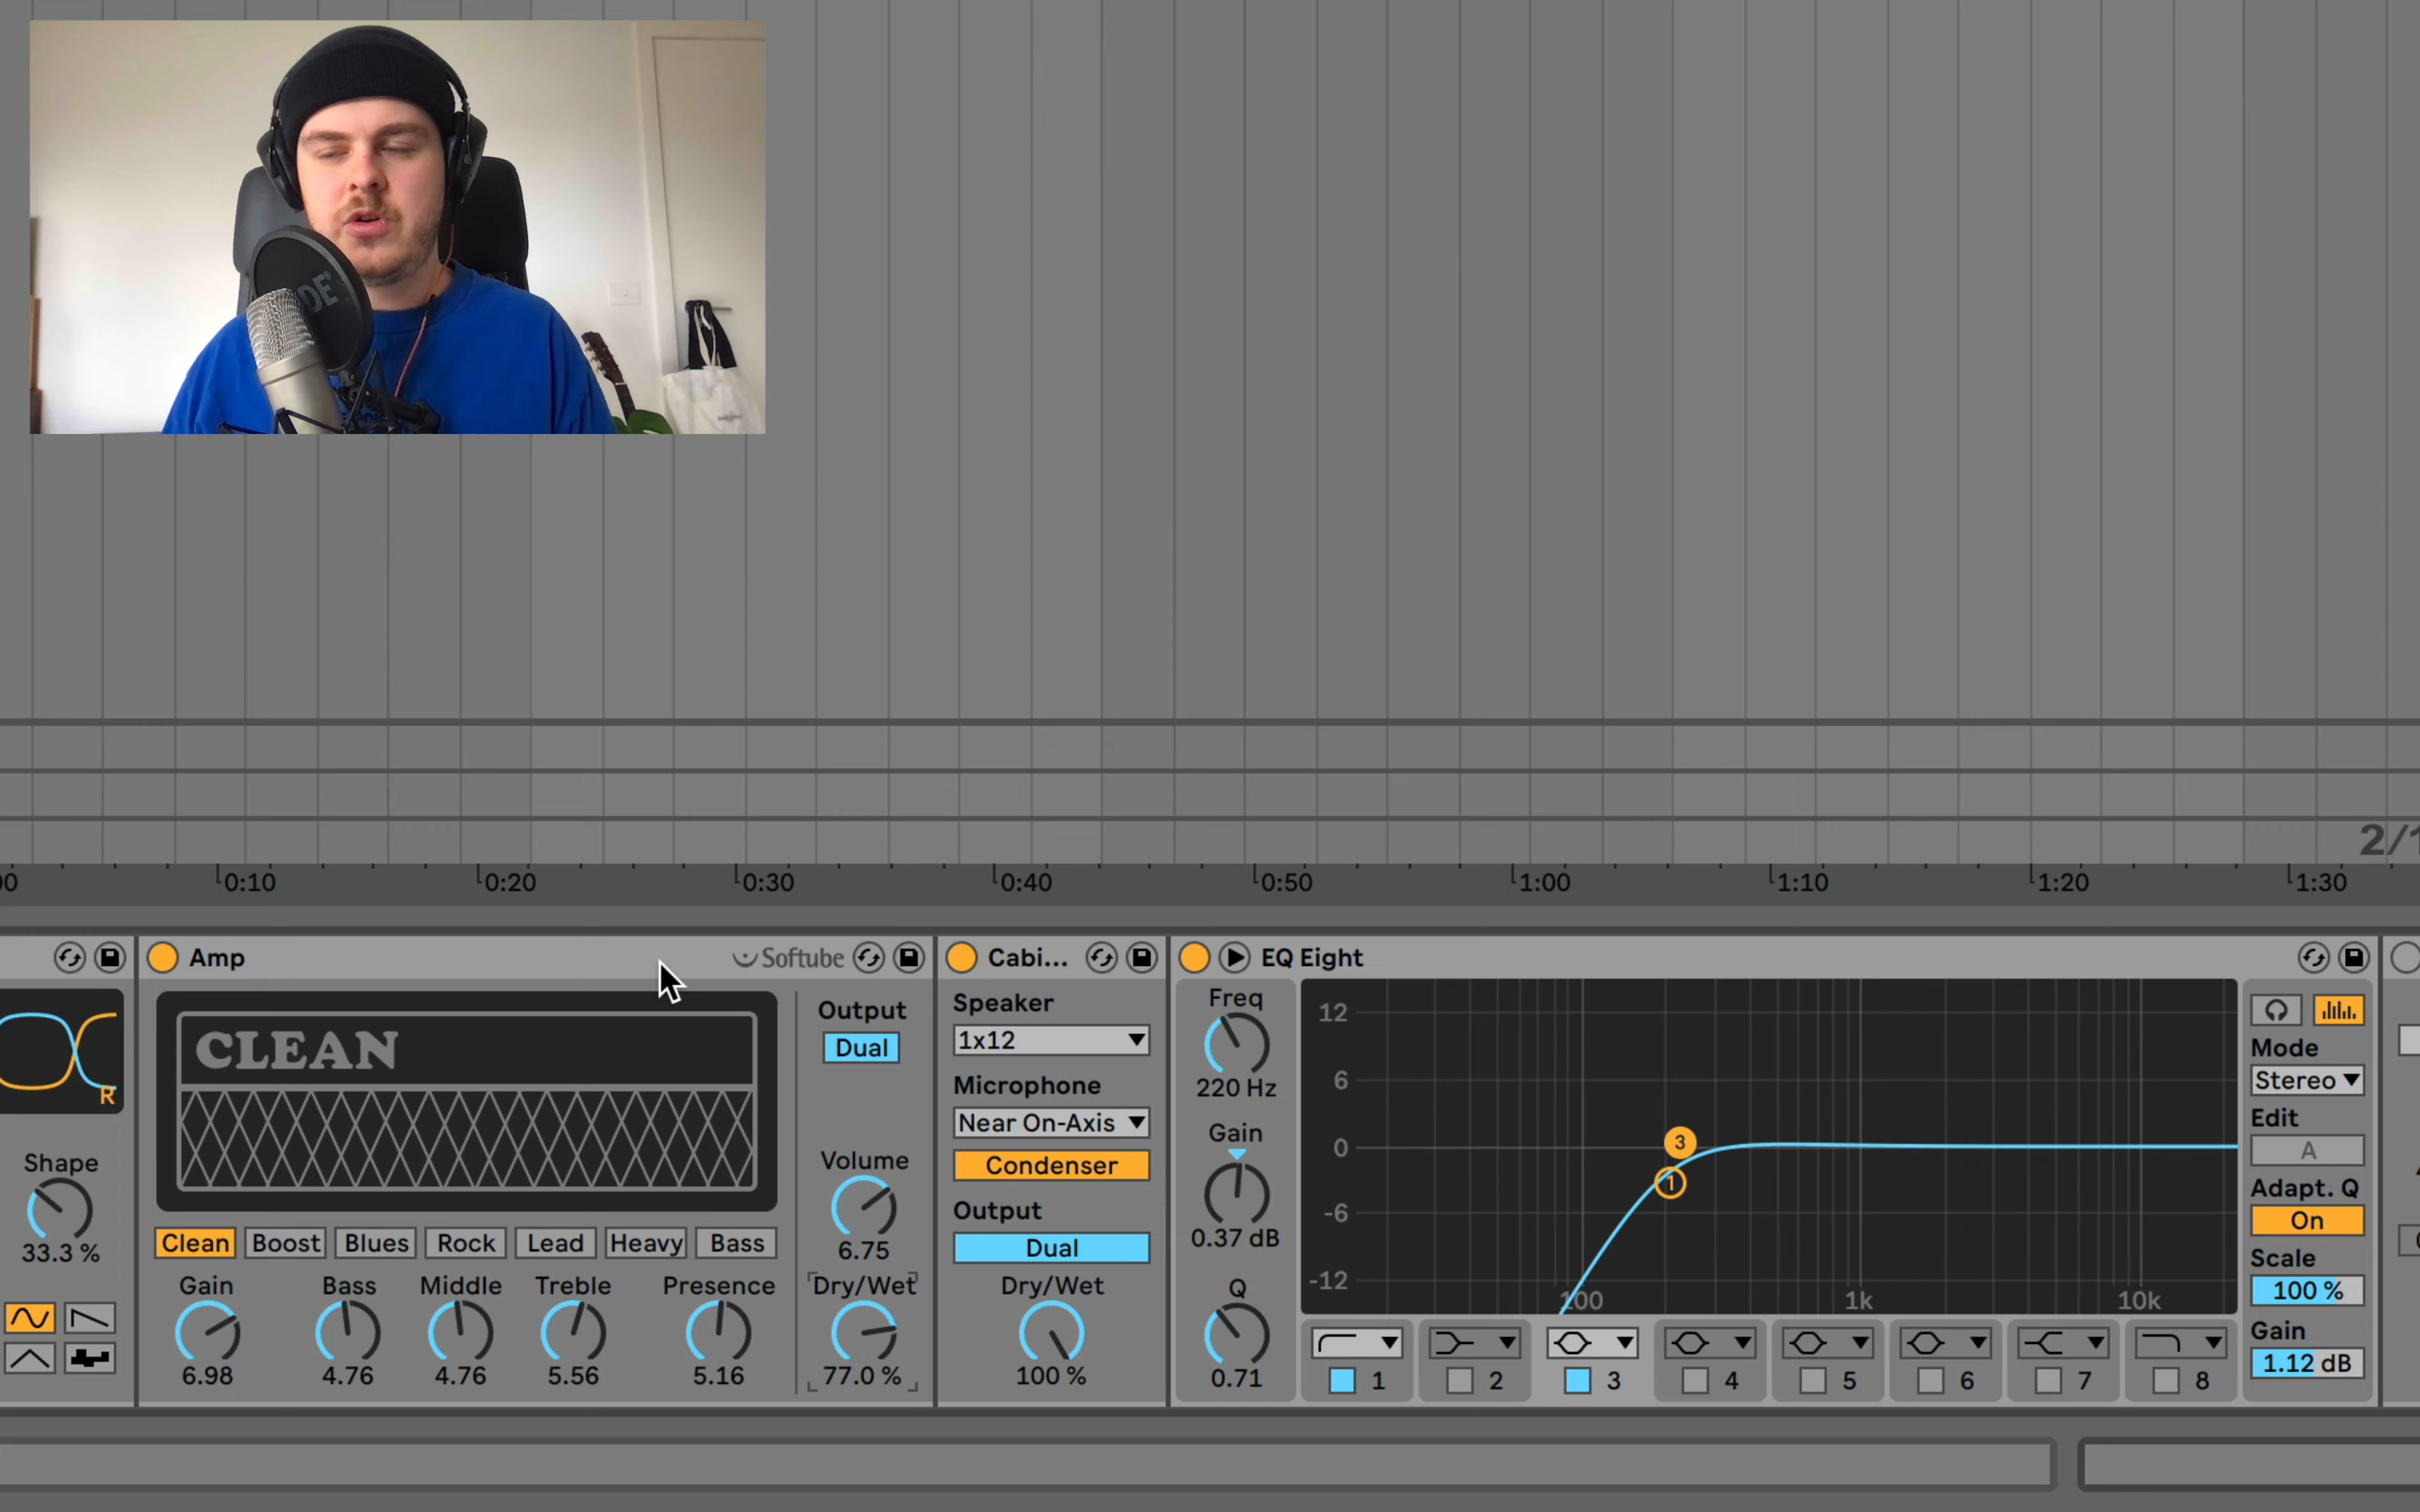 DE
2/1
00 0:10 0:20 0:30 0:40 0:50 1:00 1:10 1:20 1:30
Amp Softube
R
Shape
33.3 %
CLEAN
Clean Boost Blues Rock Lead Heavy Bass
Gain Bass Middle Treble Presence
6.98 4.76 4.76 5.56 5.16
Output
Dual
Volume
6.75
Dry/Wet
77.0 %
Cabi...
Speaker
1x12
Microphone
Near On-Axis
Condenser
Output
Dual
Dry/Wet
100 %
EQ Eight
Freq
220 Hz
Gain
0.37 dB
Q
0.71
12
6
0
-6
-12
3
1
100 1k 10k
1 2 3 4 5 6 7 8
Mode
Stereo
Edit
A
Adapt. Q
On
Scale
100 %
Gain
1.12 dB